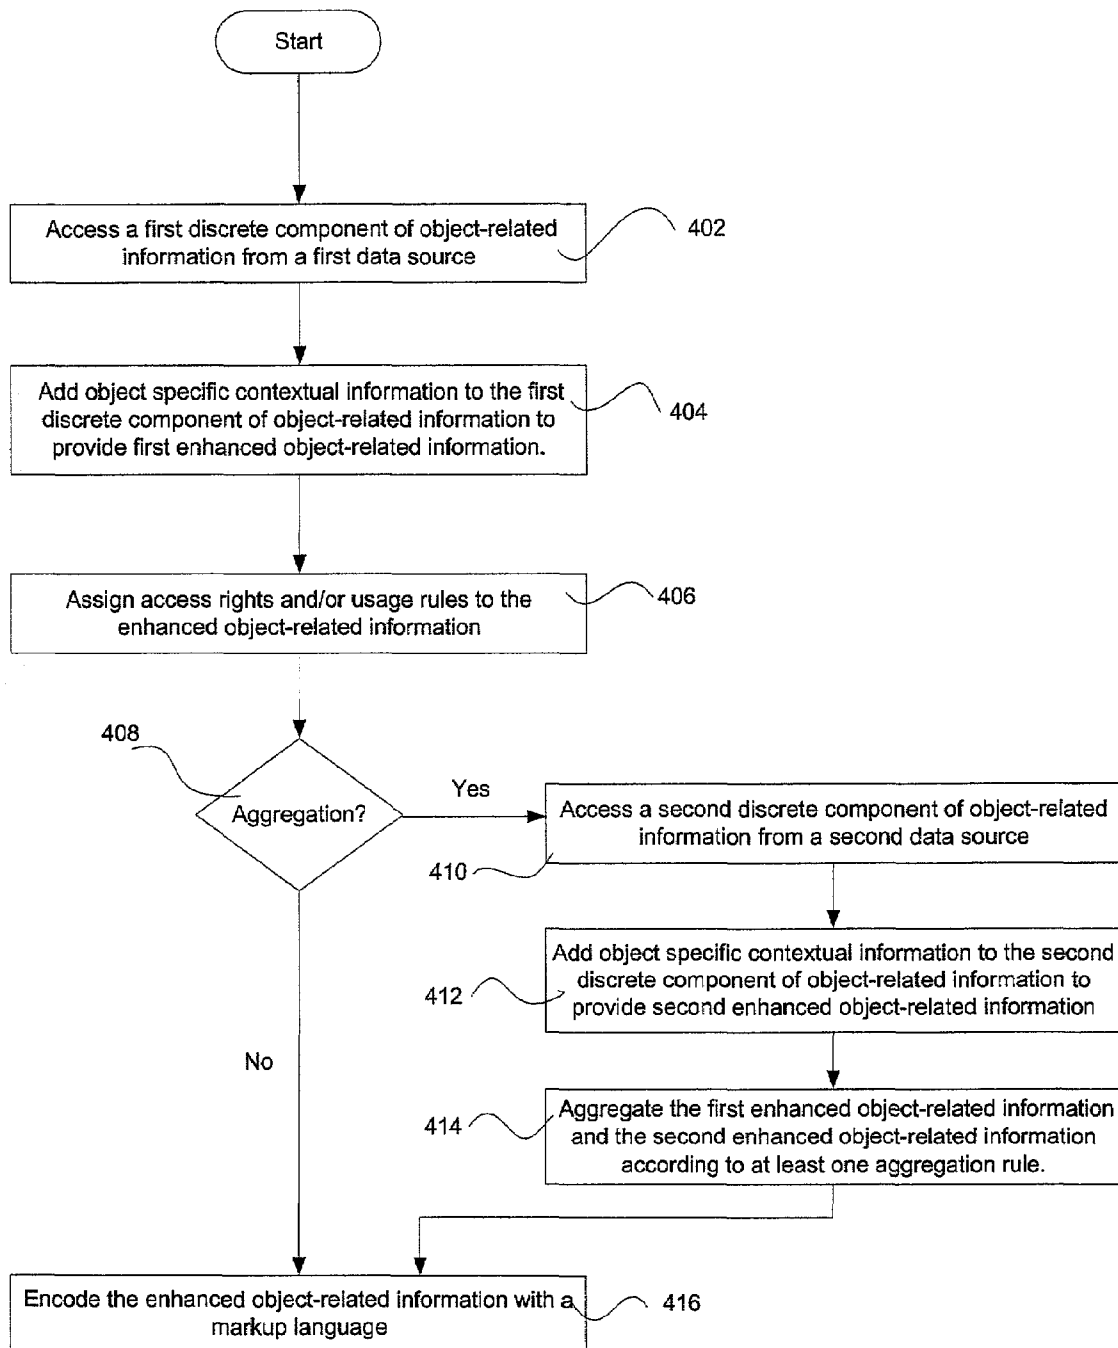 Start
Access a first discrete component of object-related
information from a first data source
402
Add object specific contextual information to the first
discrete component of object-related information to
provide first enhanced object-related information.
404
Assign access rights and/or usage rules to the
enhanced object-related information
406
408
Aggregation?
Yes
Access a second discrete component of object-related
information from a second data source
410
Add object specific contextual information to the second
discrete component of object-related information to
provide second enhanced object-related information
412
No
Aggregate the first enhanced object-related information
and the second enhanced object-related information
according to at least one aggregation rule.
414
Encode the enhanced object-related information with a
markup language
416